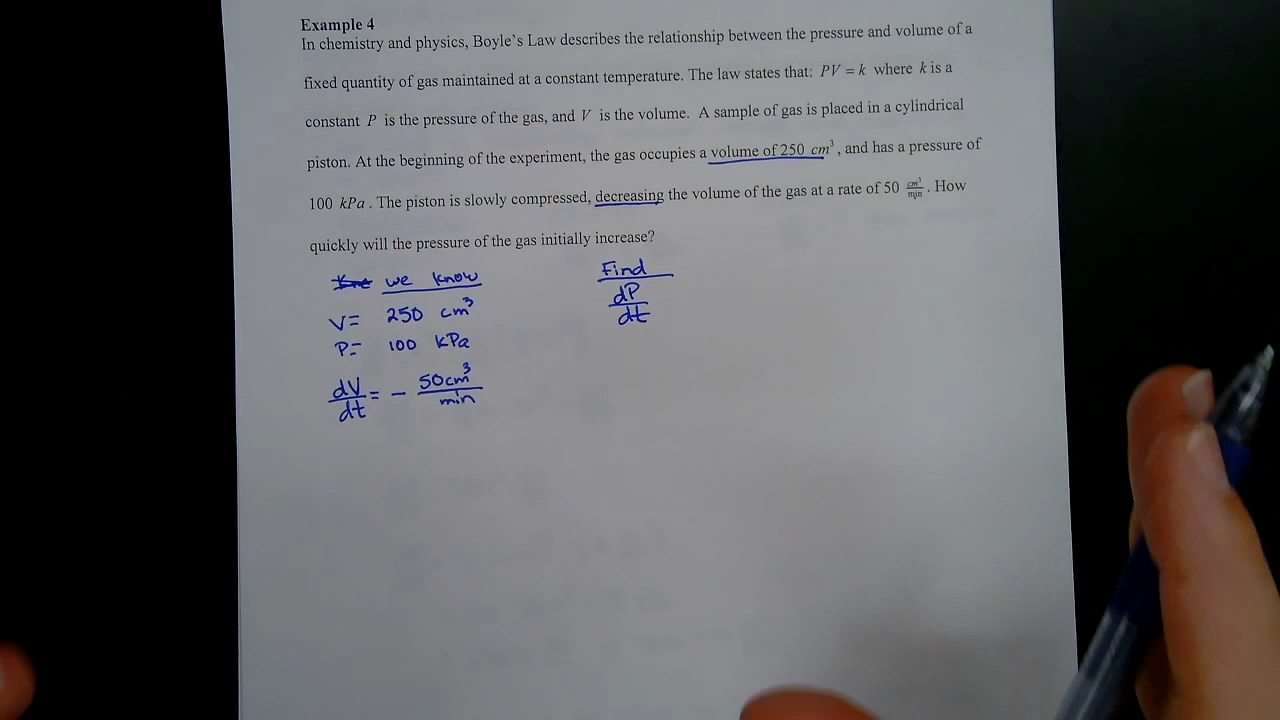 Example 4
In chemistry and physics, Boyle's Law describes the relationship between the pressure and volume of a
fixed quantity of gas maintained at a constant temperature. The law states that: PV = k where k is a
constant P is the pressure of the gas, and V is the volume. A sample of gas is placed in a cylindrical
piston. At the beginning of the experiment, the gas occupies a volume of 250 cm³, and has a pressure of
100 kPa. The piston is slowly compressed, decreasing the volume of the gas at a rate of 50 cm³/min. How
quickly will the pressure of the gas initially increase?
we know
V= 250 cm³
P= 100 kPa
dV/dt = - 50cm³/min
Find
dP/dt